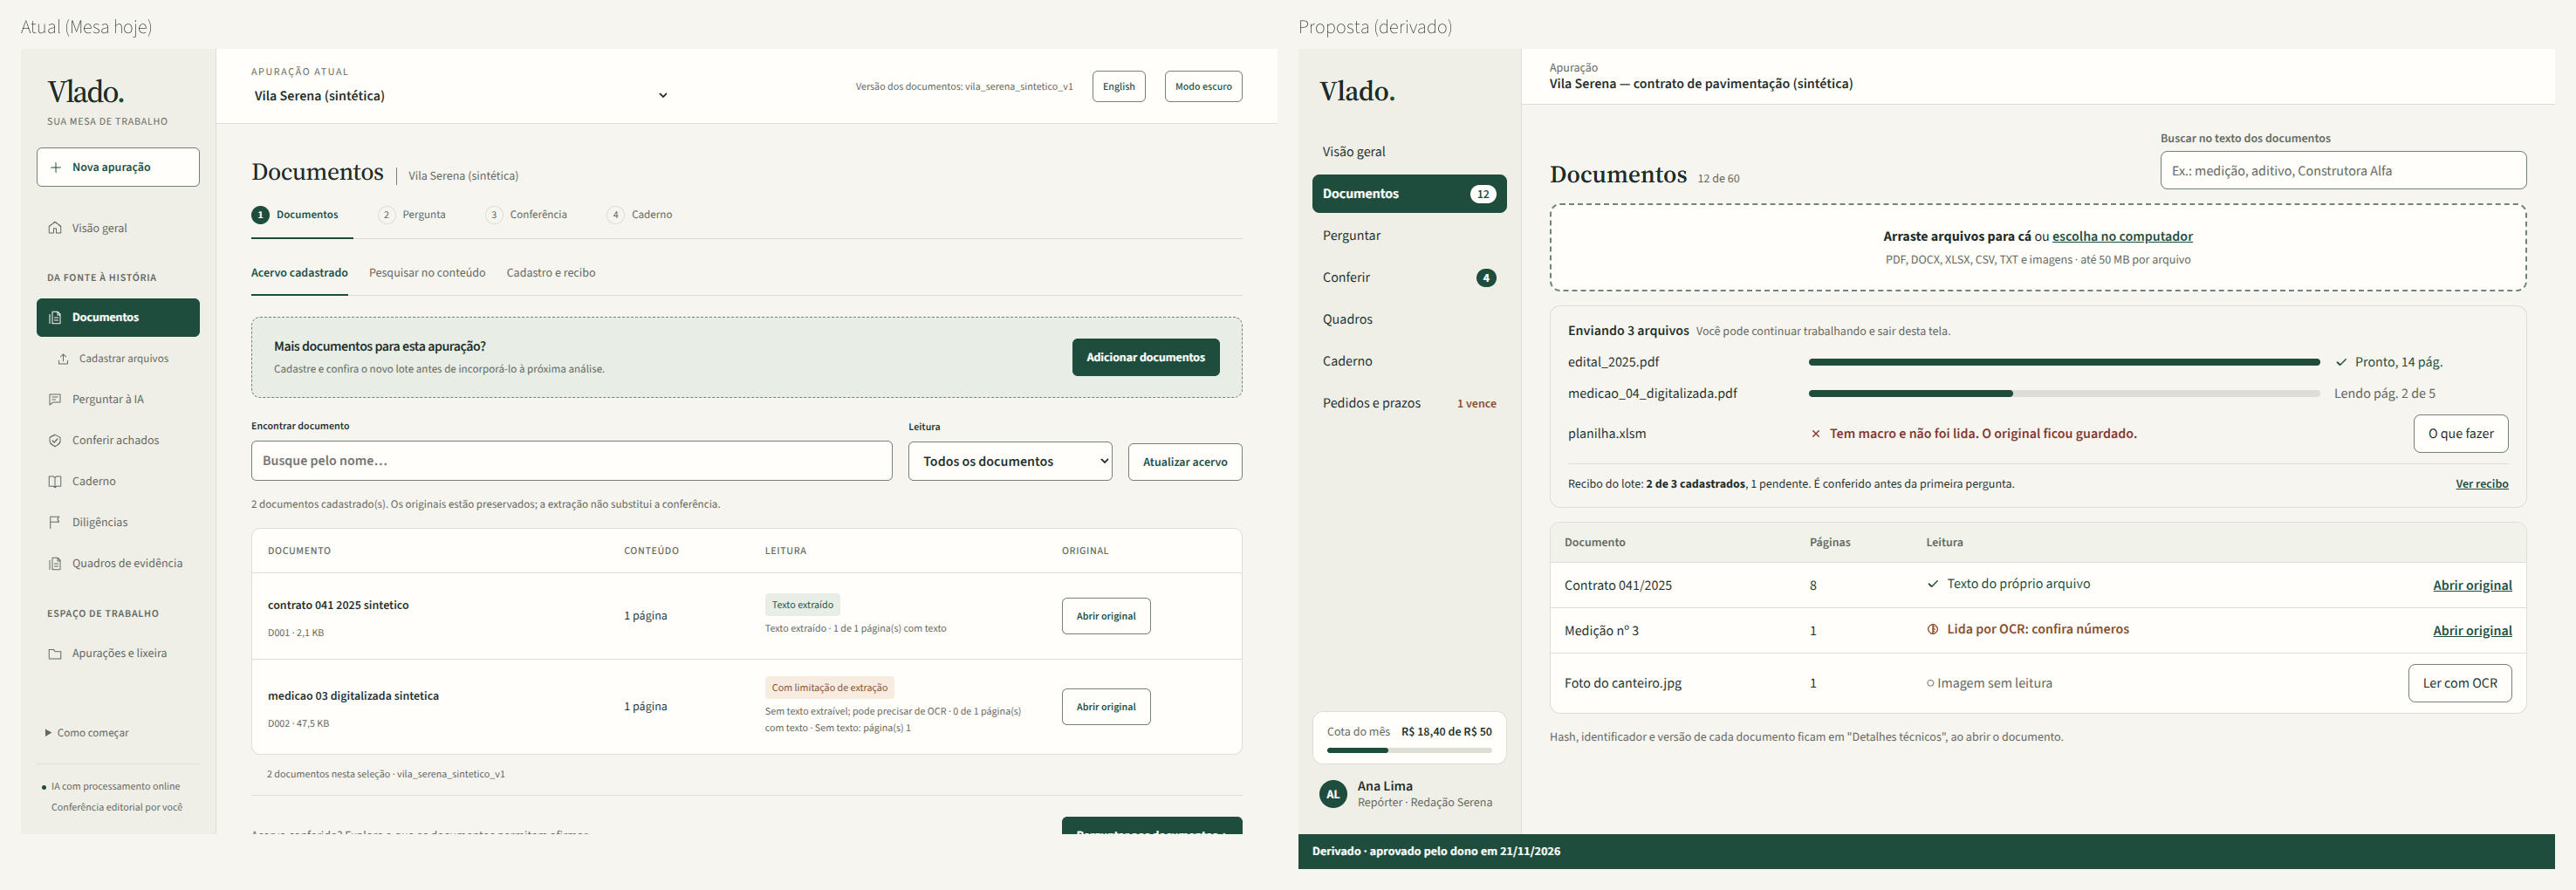 Atual (Mesa hoje)
Vlado.
SUA MESA DE TRABALHO
Nova apuração
Visão geral
DA FONTE À HISTÓRIA
Documentos
Cadastrar arquivos
Perguntar à IA
Conferir achados
Caderno
Diligências
Quadros de evidência
ESPAÇO DE TRABALHO
Apurações e lixeira
Como começar
IA com processamento online
Conferência editorial por você
APURAÇÃO ATUAL
Vila Serena (sintética)
Versão dos documentos: vila_serena_sintetico_v1
English
Modo escuro
Documentos | Vila Serena (sintética)
1 Documentos 2 Pergunta 3 Conferência 4 Caderno
Acervo cadastrado Pesquisar no conteúdo Cadastro e recibo
Mais documentos para esta apuração?
Cadastre e confira o novo lote antes de incorporá-lo à próxima análise.
Adicionar documentos
Encontrar documento
Busque pelo nome...
Leitura
Todos os documentos
Atualizar acervo
2 documentos cadastrado(s). Os originais estão preservados; a extração não substitui a conferência.
DOCUMENTO CONTEÚDO LEITURA ORIGINAL
contrato 041 2025 sintetico
D001 · 2,1 KB
1 página
Texto extraído
Texto extraído · 1 de 1 página(s) com texto
Abrir original
medicao 03 digitalizada sintetica
D002 · 47,5 KB
1 página
Com limitação de extração
Sem texto extraível; pode precisar de OCR · 0 de 1 página(s)
com texto · Sem texto: página(s) 1
Abrir original
2 documentos nesta seleção · vila_serena_sintetico_v1
Proposta (derivado)
Vlado.
Visão geral
Documentos 12
Perguntar
Conferir 4
Quadros
Caderno
Pedidos e prazos 1 vence
Cota do mês R$ 18,40 de R$ 50
AL
Ana Lima
Repórter · Redação Serena
Apuração
Vila Serena — contrato de pavimentação (sintética)
Documentos 12 de 60
Buscar no texto dos documentos
Ex.: medição, aditivo, Construtora Alfa
Arraste arquivos para cá ou escolha no computador
PDF, DOCX, XLSX, CSV, TXT e imagens · até 50 MB por arquivo
Enviando 3 arquivos Você pode continuar trabalhando e sair desta tela.
edital_2025.pdf Pronto, 14 pág.
medicao_04_digitalizada.pdf Lendo pág. 2 de 5
planilha.xlsm Tem macro e não foi lida. O original ficou guardado. O que fazer
Recibo do lote: 2 de 3 cadastrados, 1 pendente. É conferido antes da primeira pergunta. Ver recibo
Documento Páginas Leitura
Contrato 041/2025 8 Texto do próprio arquivo Abrir original
Medição nº 3 1 Lida por OCR: confira números Abrir original
Foto do canteiro.jpg 1 Imagem sem leitura Ler com OCR
Hash, identificador e versão de cada documento ficam em "Detalhes técnicos", ao abrir o documento.
Derivado · aprovado pelo dono em 21/11/2026